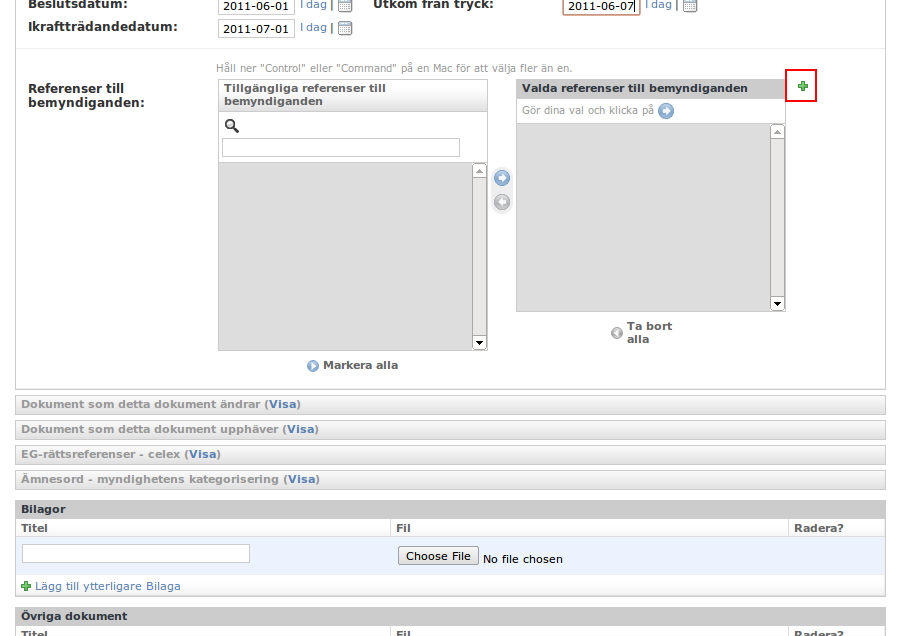 Beslutsdatum: 2011-06-01 I dag | Utkom från tryck: 2011-06-07 I dag |
Ikraftträdandedatum: 2011-07-01 I dag |
Håll ner "Control" eller "Command" på en Mac för att välja fler än en.
Referenser till
bemyndiganden:
Tillgängliga referenser till
bemyndiganden
Valda referenser till bemyndiganden
Gör dina val och klicka på
Ta bort
alla
Markera alla
Dokument som detta dokument ändrar (Visa)
Dokument som detta dokument upphäver (Visa)
EG-rättsreferenser - celex (Visa)
Ämnesord - myndighetens kategorisering (Visa)
Bilagor
Titel Fil Radera?
Choose File No file chosen
Lägg till ytterligare Bilaga
Övriga dokument
Titel Fil Radera?